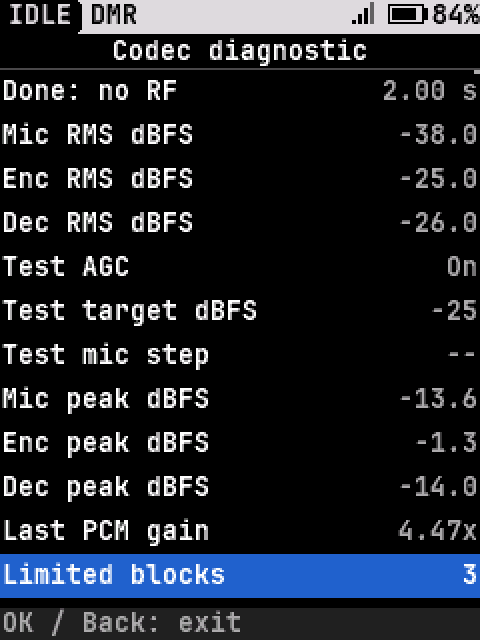 IDLE DMR 84%
Codec diagnostic
Done: no RF 2.00 s
Mic RMS dBFS -38.0
Enc RMS dBFS -25.0
Dec RMS dBFS -26.0
Test AGC On
Test target dBFS -25
Test mic step --
Mic peak dBFS -13.6
Enc peak dBFS -1.3
Dec peak dBFS -14.0
Last PCM gain 4.47x
Limited blocks 3
OK / Back: exit